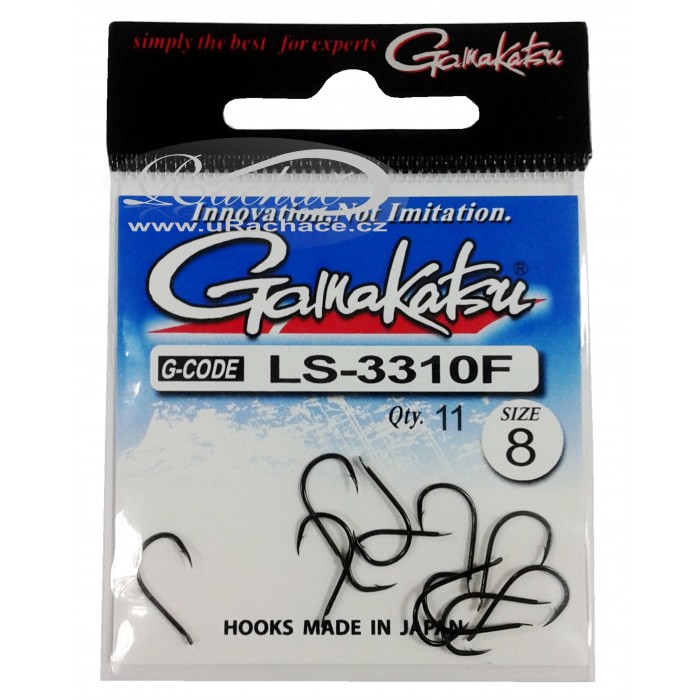 simply the best / for experts Gamakatsu
Rachac
Innovation. Not Imitation.
www.uRachace.cz
Gamakatsu ®
G-CODE LS-3310F
Qty. 11 SIZE
8
HOOKS MADE IN JAPAN